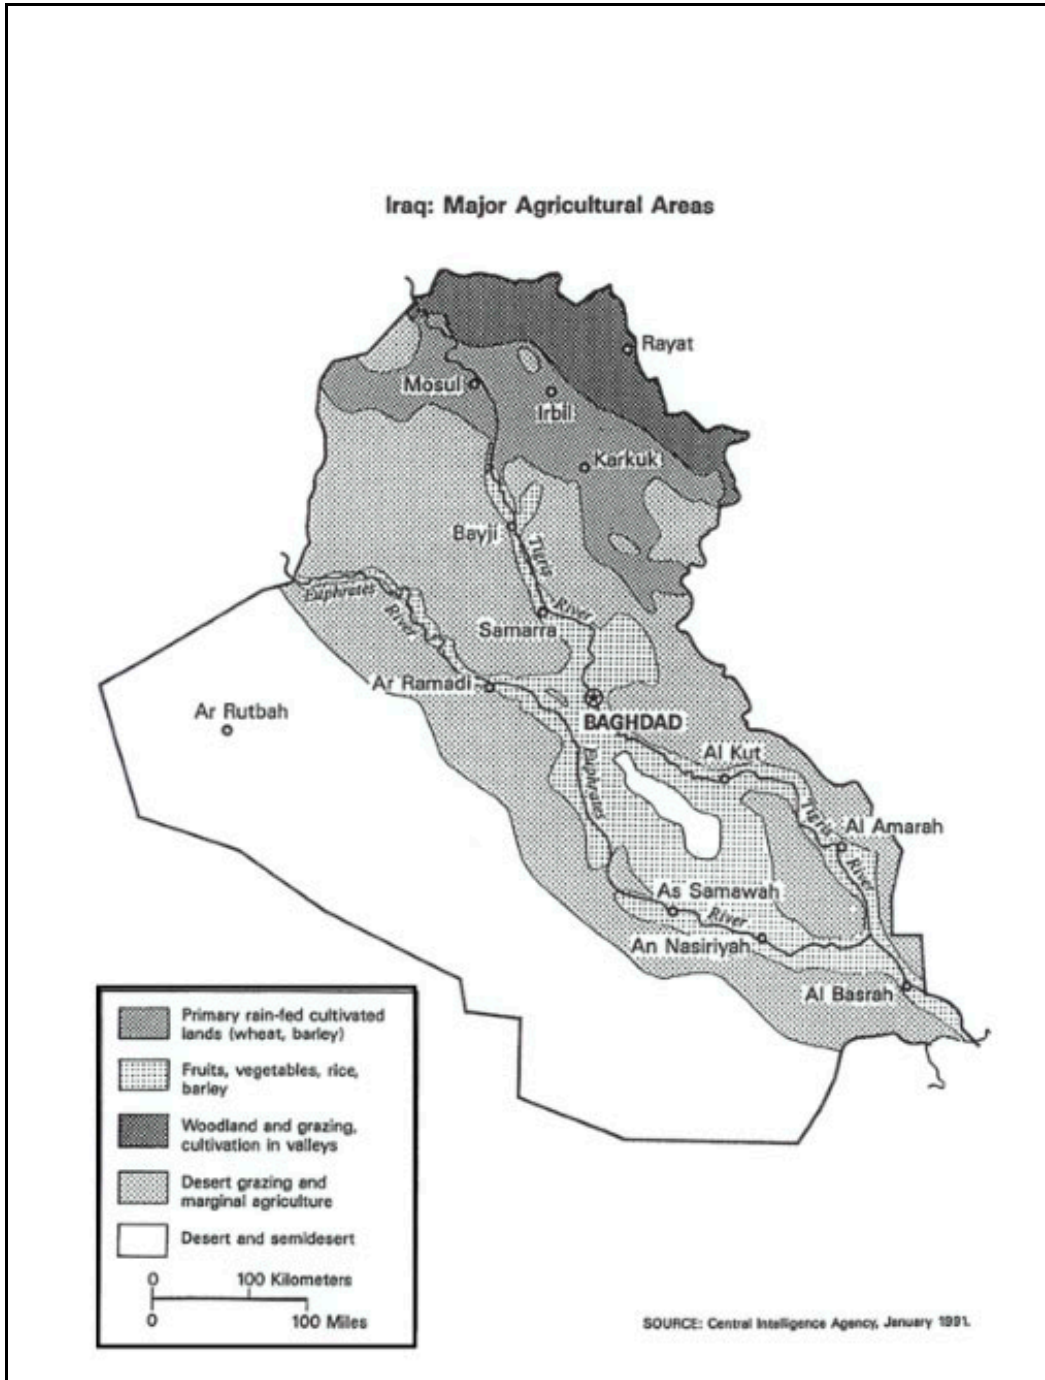 Iraq: Major Agricultural Areas
Rayat
Mosul
Irbil
Karkuk
Bayji
Tigris
River
Euphrates
River
Samarra
Ar Ramadi
Ar Rutbah
BAGHDAD
Al Kut
Euphrates
Tigris
Al Amarah
River
As Samawah
River
An Nasiriyah
Al Basrah
Primary rain-fed cultivated
lands (wheat, barley)
Fruits, vegetables, rice,
barley
Woodland and grazing,
cultivation in valleys
Desert grazing and
marginal agriculture
Desert and semidesert
0 100 Kilometers
0 100 Miles
SOURCE: Central Intelligence Agency, January 1991.